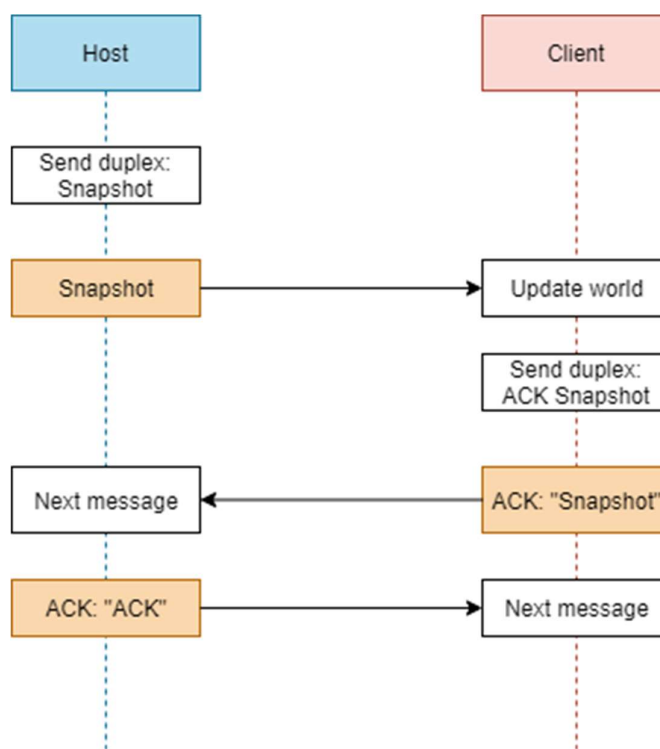 Host
Client
Send duplex:
Snapshot
Snapshot
Update world
Send duplex:
ACK Snapshot
Next message
ACK: "Snapshot"
ACK: "ACK"
Next message